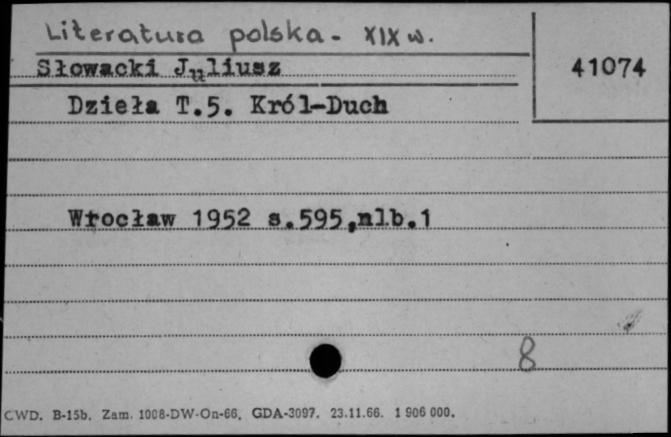 Literatura polska - XIX w.
Słowacki Juliusz
41074
Dzieła T.5. Król-Duch
Wrocław 1952 s.595,nlb.1
8
CWD. B-15b. Zam. 1008-DW-On-66. GDA-3097. 23.11.66. 1 906 000.